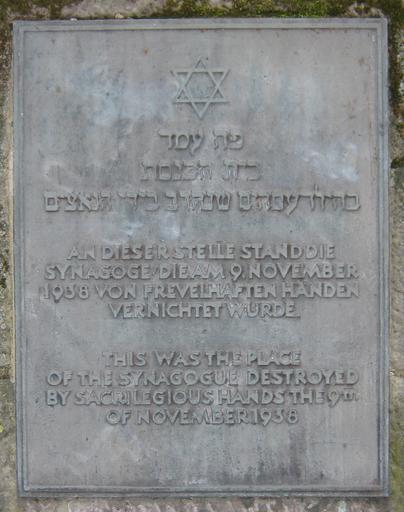 פה עמד
בית הכנסת
שנחרב בידי הנאצים
AN DIESER STELLE STAND DIE
SYNAGOGE, DIE AM 9. NOVEMBER
1938 VON FREVELHAFTEN HÄNDEN
VERNICHTET WURDE.
THIS WAS THE PLACE
OF THE SYNAGOGUE, DESTROYED
BY SACRILEGIOUS HANDS THE 9TH
OF NOVEMBER 1938